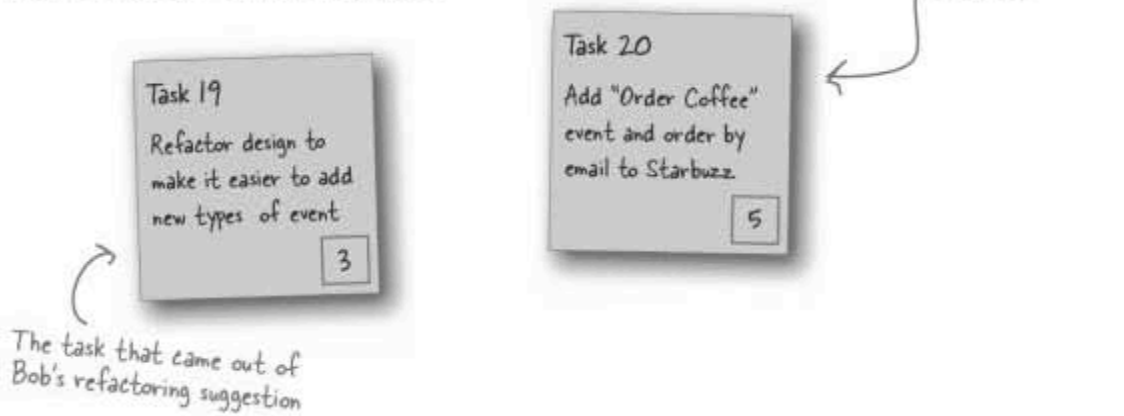 Task 19
Refactor design to
make it easier to add
new types of event
3
Task 20
Add "Order Coffee"
event and order by
email to Starbuzz
5
The task that came out of
Bob's refactoring suggestion